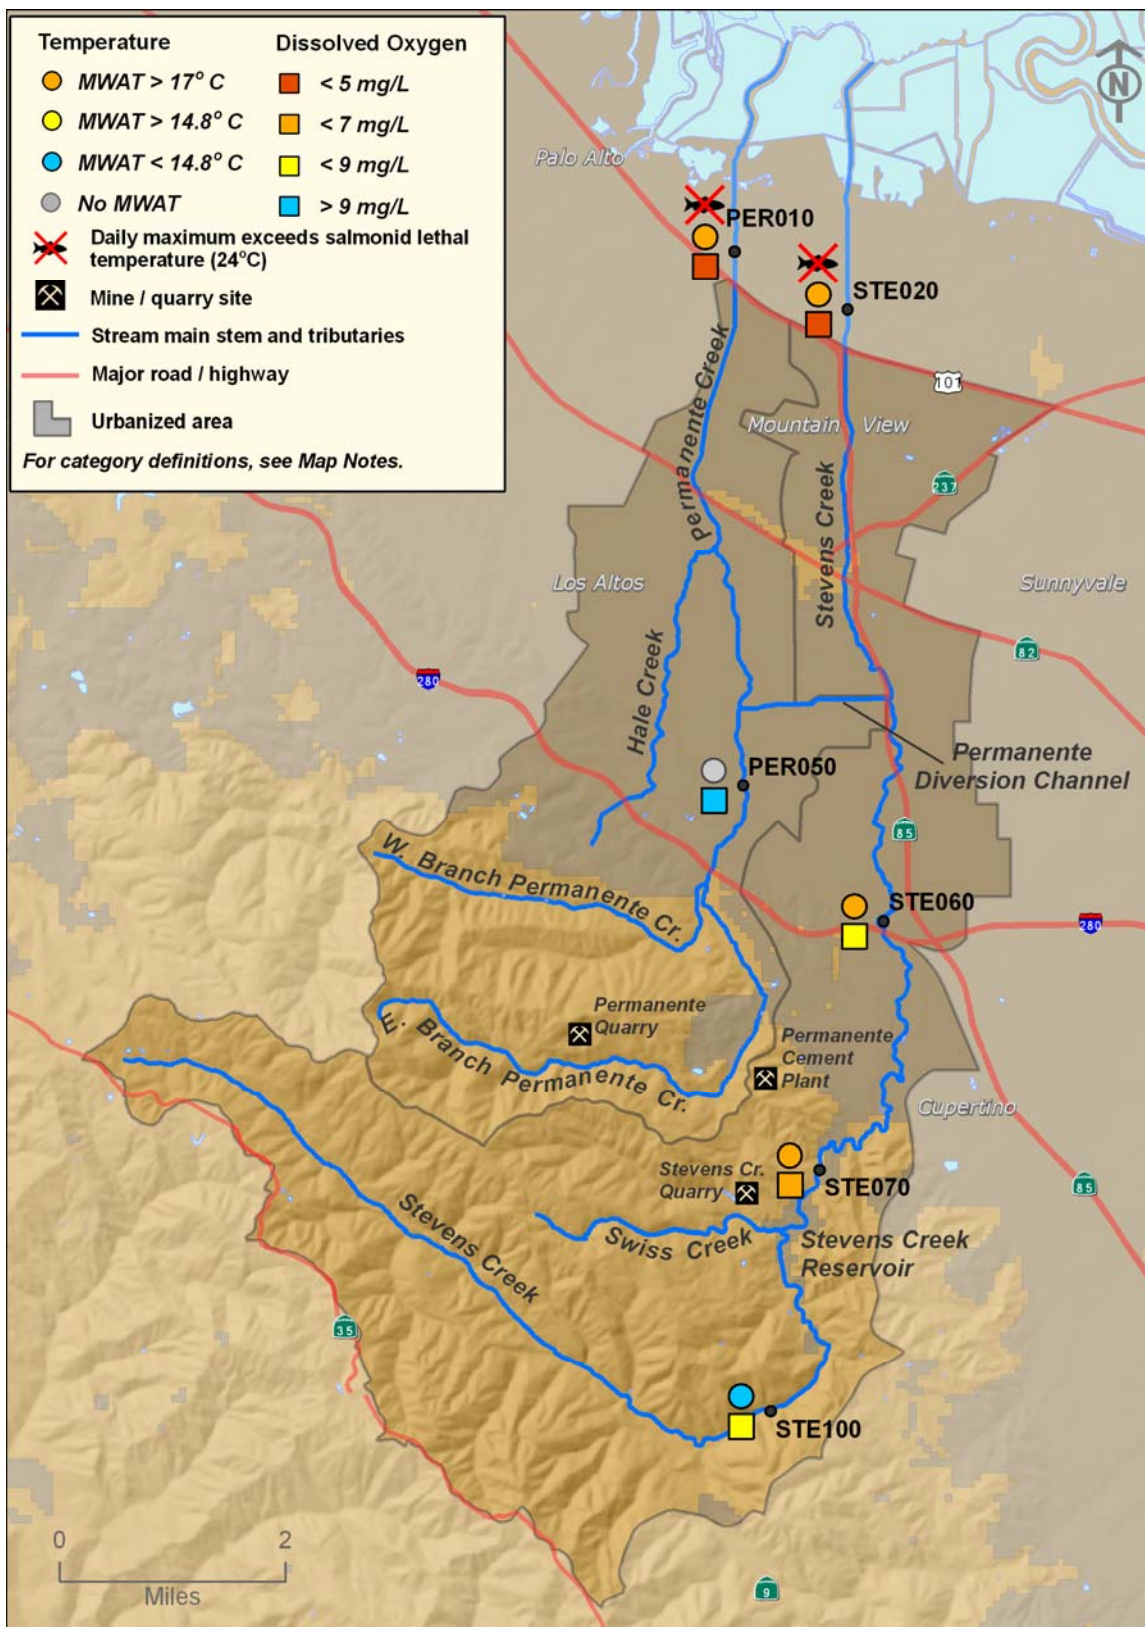 Temperature
Dissolved Oxygen
MWAT > 17° C
< 5 mg/L
MWAT > 14.8° C
< 7 mg/L
MWAT < 14.8° C
< 9 mg/L
No MWAT
> 9 mg/L
Daily maximum exceeds salmonid lethal
temperature (24°C)
Mine / quarry site
Stream main stem and tributaries
Major road / highway
Urbanized area
For category definitions, see Map Notes.
N
Palo Alto
PER010
STE020
101
Permanente Creek
Mountain View
237
Stevens Creek
Los Altos
Sunnyvale
82
280
Hale Creek
Permanente
Diversion Channel
PER050
85
W. Branch Permanente Cr.
STE060
280
Permanente
Quarry
E. Branch Permanente Cr.
Permanente
Cement
Plant
Cupertino
Stevens Cr.
Quarry
STE070
85
Stevens Creek
Swiss Creek
Stevens Creek
Reservoir
35
STE100
0 2
Miles
9